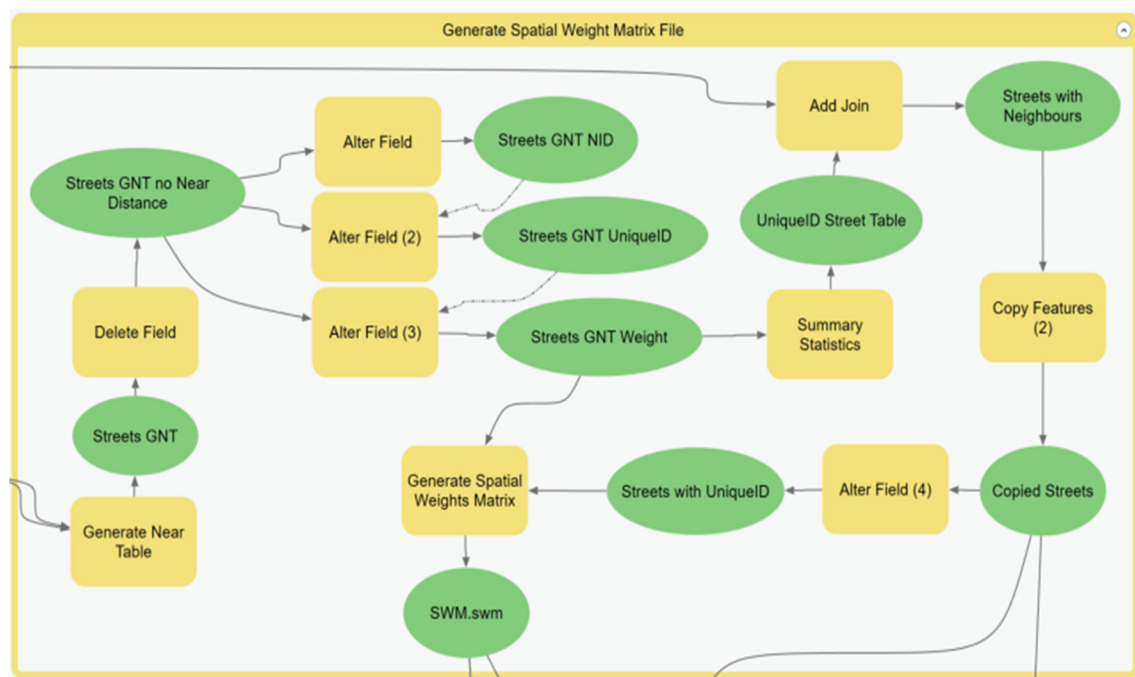 Generate Spatial Weight Matrix File
Add Join
Streets with
Neighbours
Alter Field
Streets GNT NID
Streets GNT no Near
Distance
UniqueID Street Table
Alter Field (2)
Streets GNT UniqueID
Delete Field
Alter Field (3)
Streets GNT Weight
Summary
Statistics
Copy Features
(2)
Streets GNT
Generate Spatial
Weights Matrix
Streets with UniqueID
Alter Field (4)
Copied Streets
Generate Near
Table
SWM.swm